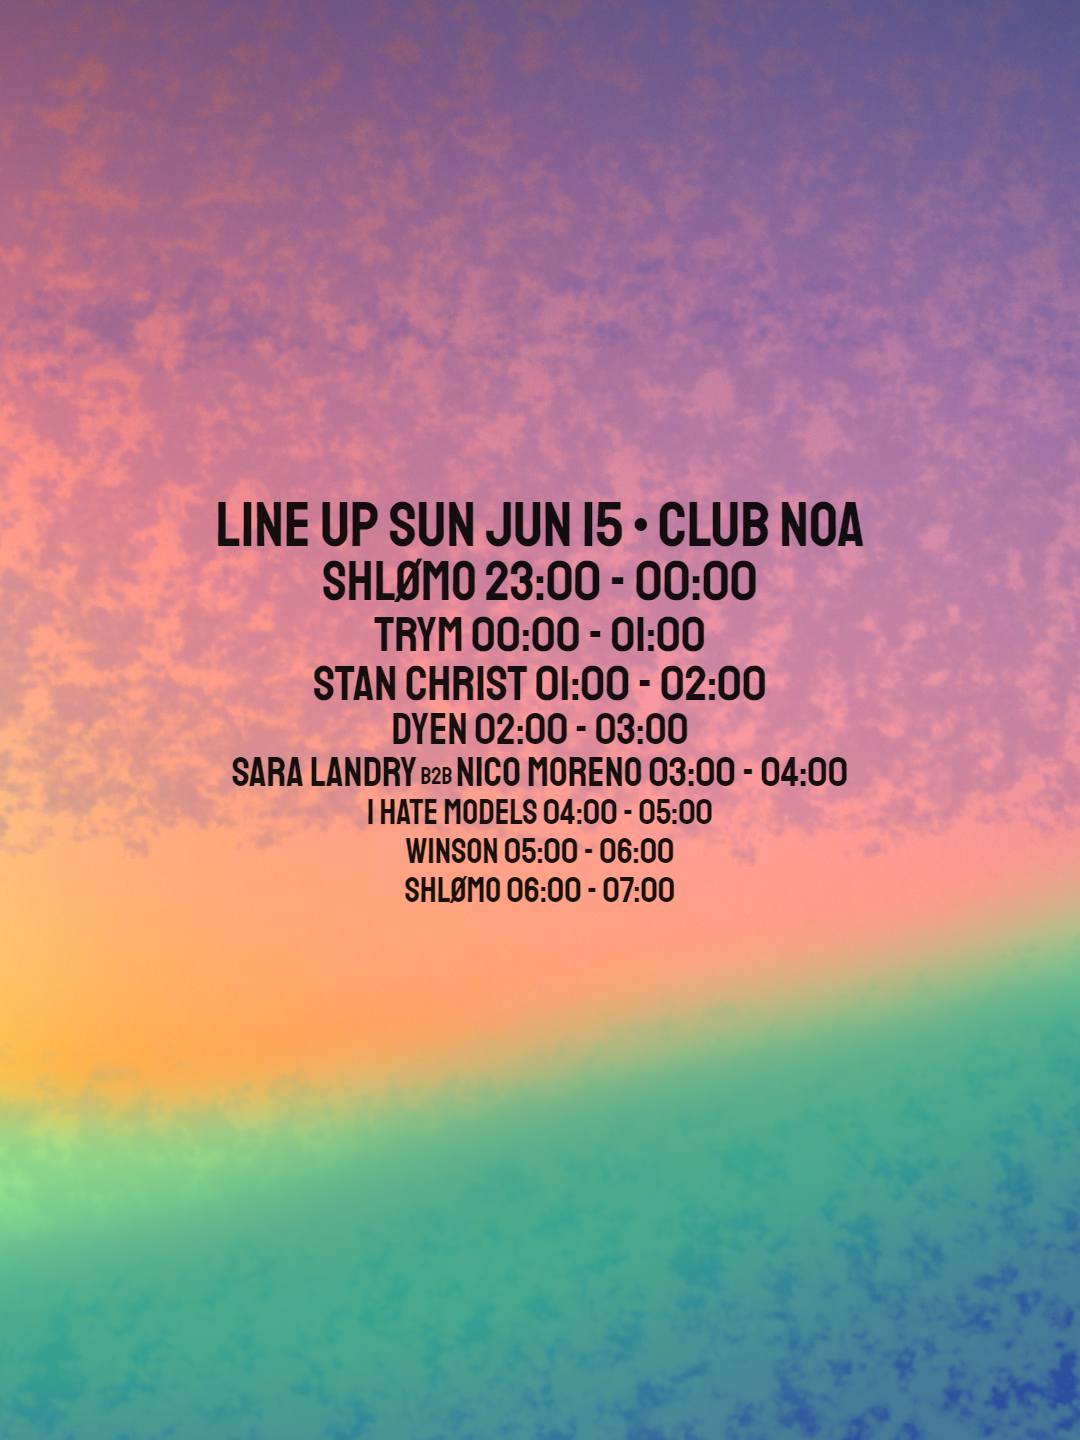 LINE UP SUN JUN 15 • CLUB NOA
SHLØMO 23:00 - 00:00
TRYM 00:00 - 01:00
STAN CHRIST 01:00 - 02:00
DYEN 02:00 - 03:00
SARA LANDRY B2B NICO MORENO 03:00 - 04:00
I HATE MODELS 04:00 - 05:00
WINSON 05:00 - 06:00
SHLØMO 06:00 - 07:00